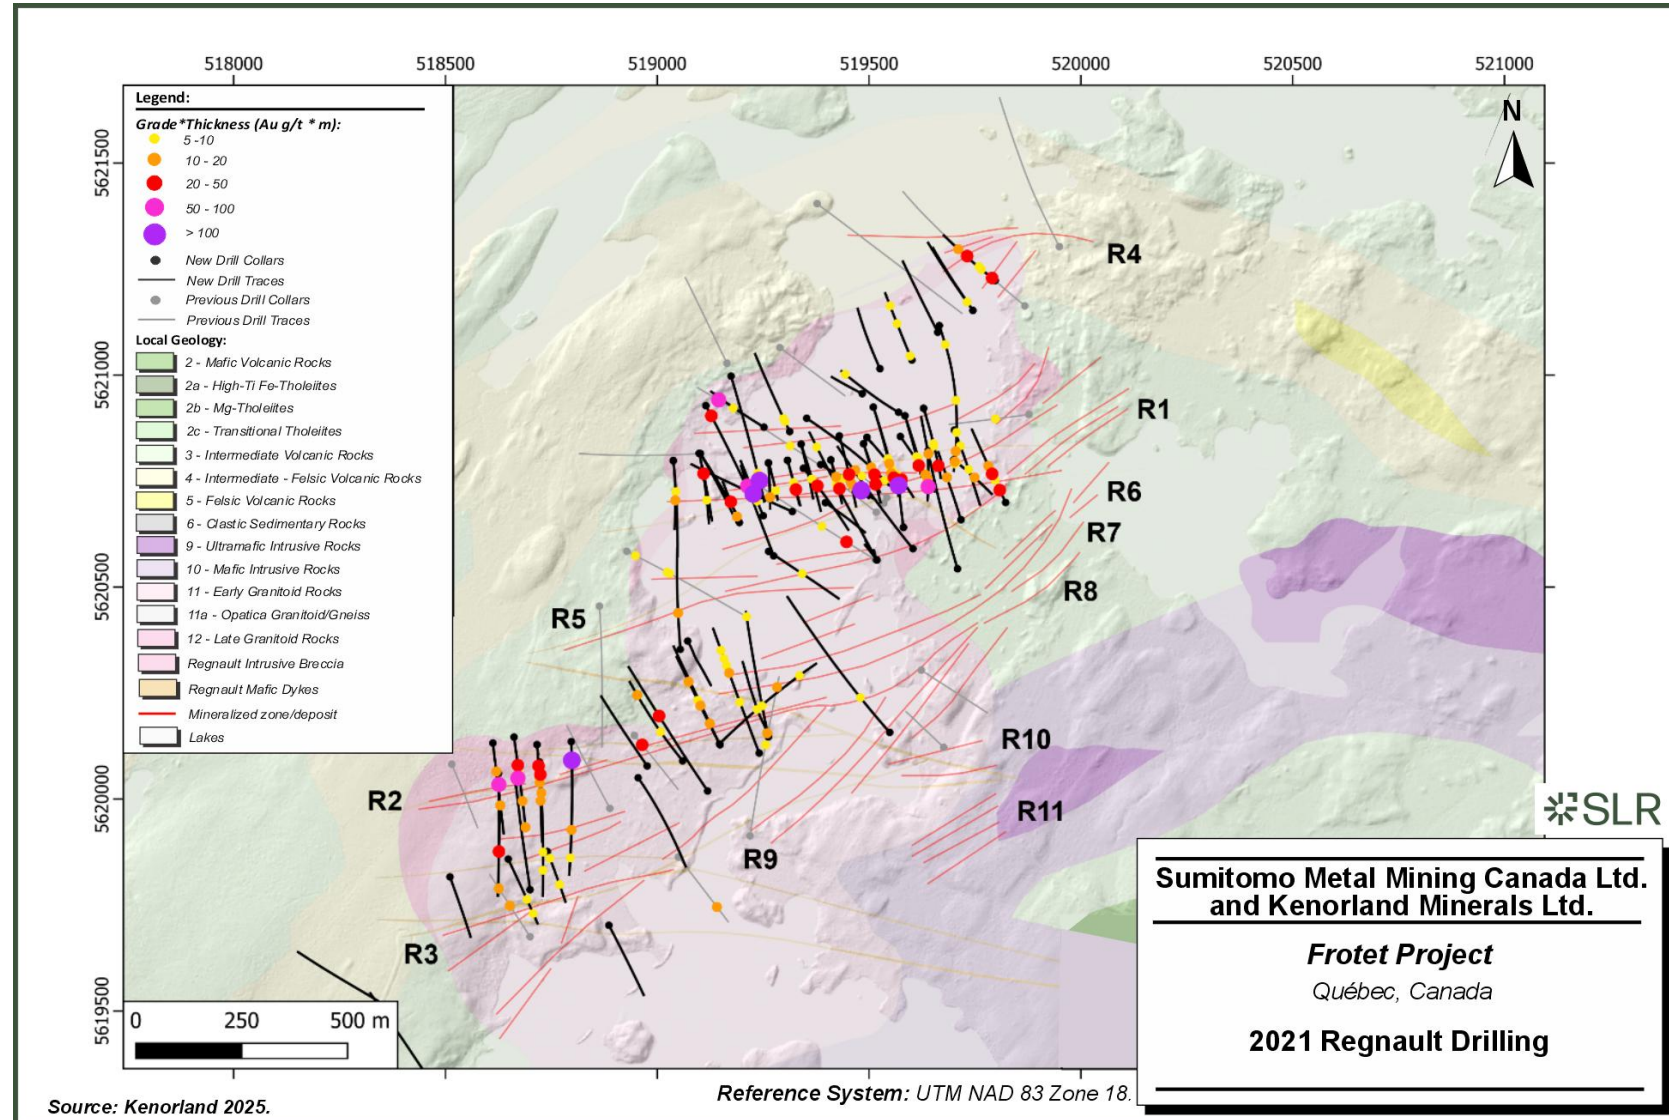 518000 518500 519000 519500 520000 520500 521000
5621500
5621000
5620500
5620000
5619500
Legend:
Grade*Thickness (Au g/t * m):
5 -10
10 - 20
20 - 50
50 - 100
> 100
New Drill Collars
New Drill Traces
Previous Drill Collars
Previous Drill Traces
Local Geology:
2 - Mafic Volcanic Rocks
2a - High-Ti Fe-Tholeiites
2b - Mg-Tholeiites
2c - Transitional Tholeiites
3 - Intermediate Volcanic Rocks
4 - Intermediate - Felsic Volcanic Rocks
5 - Felsic Volcanic Rocks
6 - Clastic Sedimentary Rocks
9 - Ultramafic Intrusive Rocks
10 - Mafic Intrusive Rocks
11 - Early Granitoid Rocks
11a - Opatica Granitoid/Gneiss
12 - Late Granitoid Rocks
Regnault Intrusive Breccia
Regnault Mafic Dykes
Mineralized zone/deposit
Lakes
N
R4
R1
R6
R7
R8
R5
R10
R2
R11
R9
R3
0 250 500 m
SLR
Sumitomo Metal Mining Canada Ltd.
and Kenorland Minerals Ltd.
Frotet Project
Québec, Canada
2021 Regnault Drilling
Reference System: UTM NAD 83 Zone 18.
Source: Kenorland 2025.